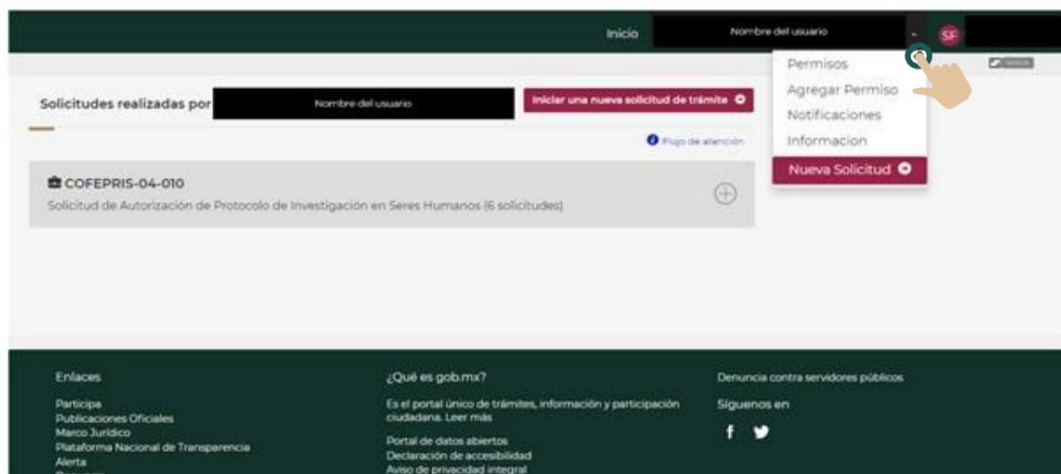 Inicio
Nombre del usuario
SF
Permisos
Agregar Permiso
Notificaciones
Informacion
Nueva Solicitud
Solicitudes realizadas por
Nombre del usuario
Iniciar una nueva solicitud de trámite
Flujo de atención
COFEPRIS-04-010
Solicitud de Autorización de Protocolo de Investigación en Seres Humanos (6 solicitudes)
Enlaces
Participa
Publicaciones Oficiales
Marco Jurídico
Plataforma Nacional de Transparencia
Alerta
¿Qué es gob.mx?
Es el portal único de trámites, información y participación
ciudadana. Leer más
Portal de datos abiertos
Declaración de accesibilidad
Aviso de privacidad integral
Denuncia contra servidores públicos
Síguenos en